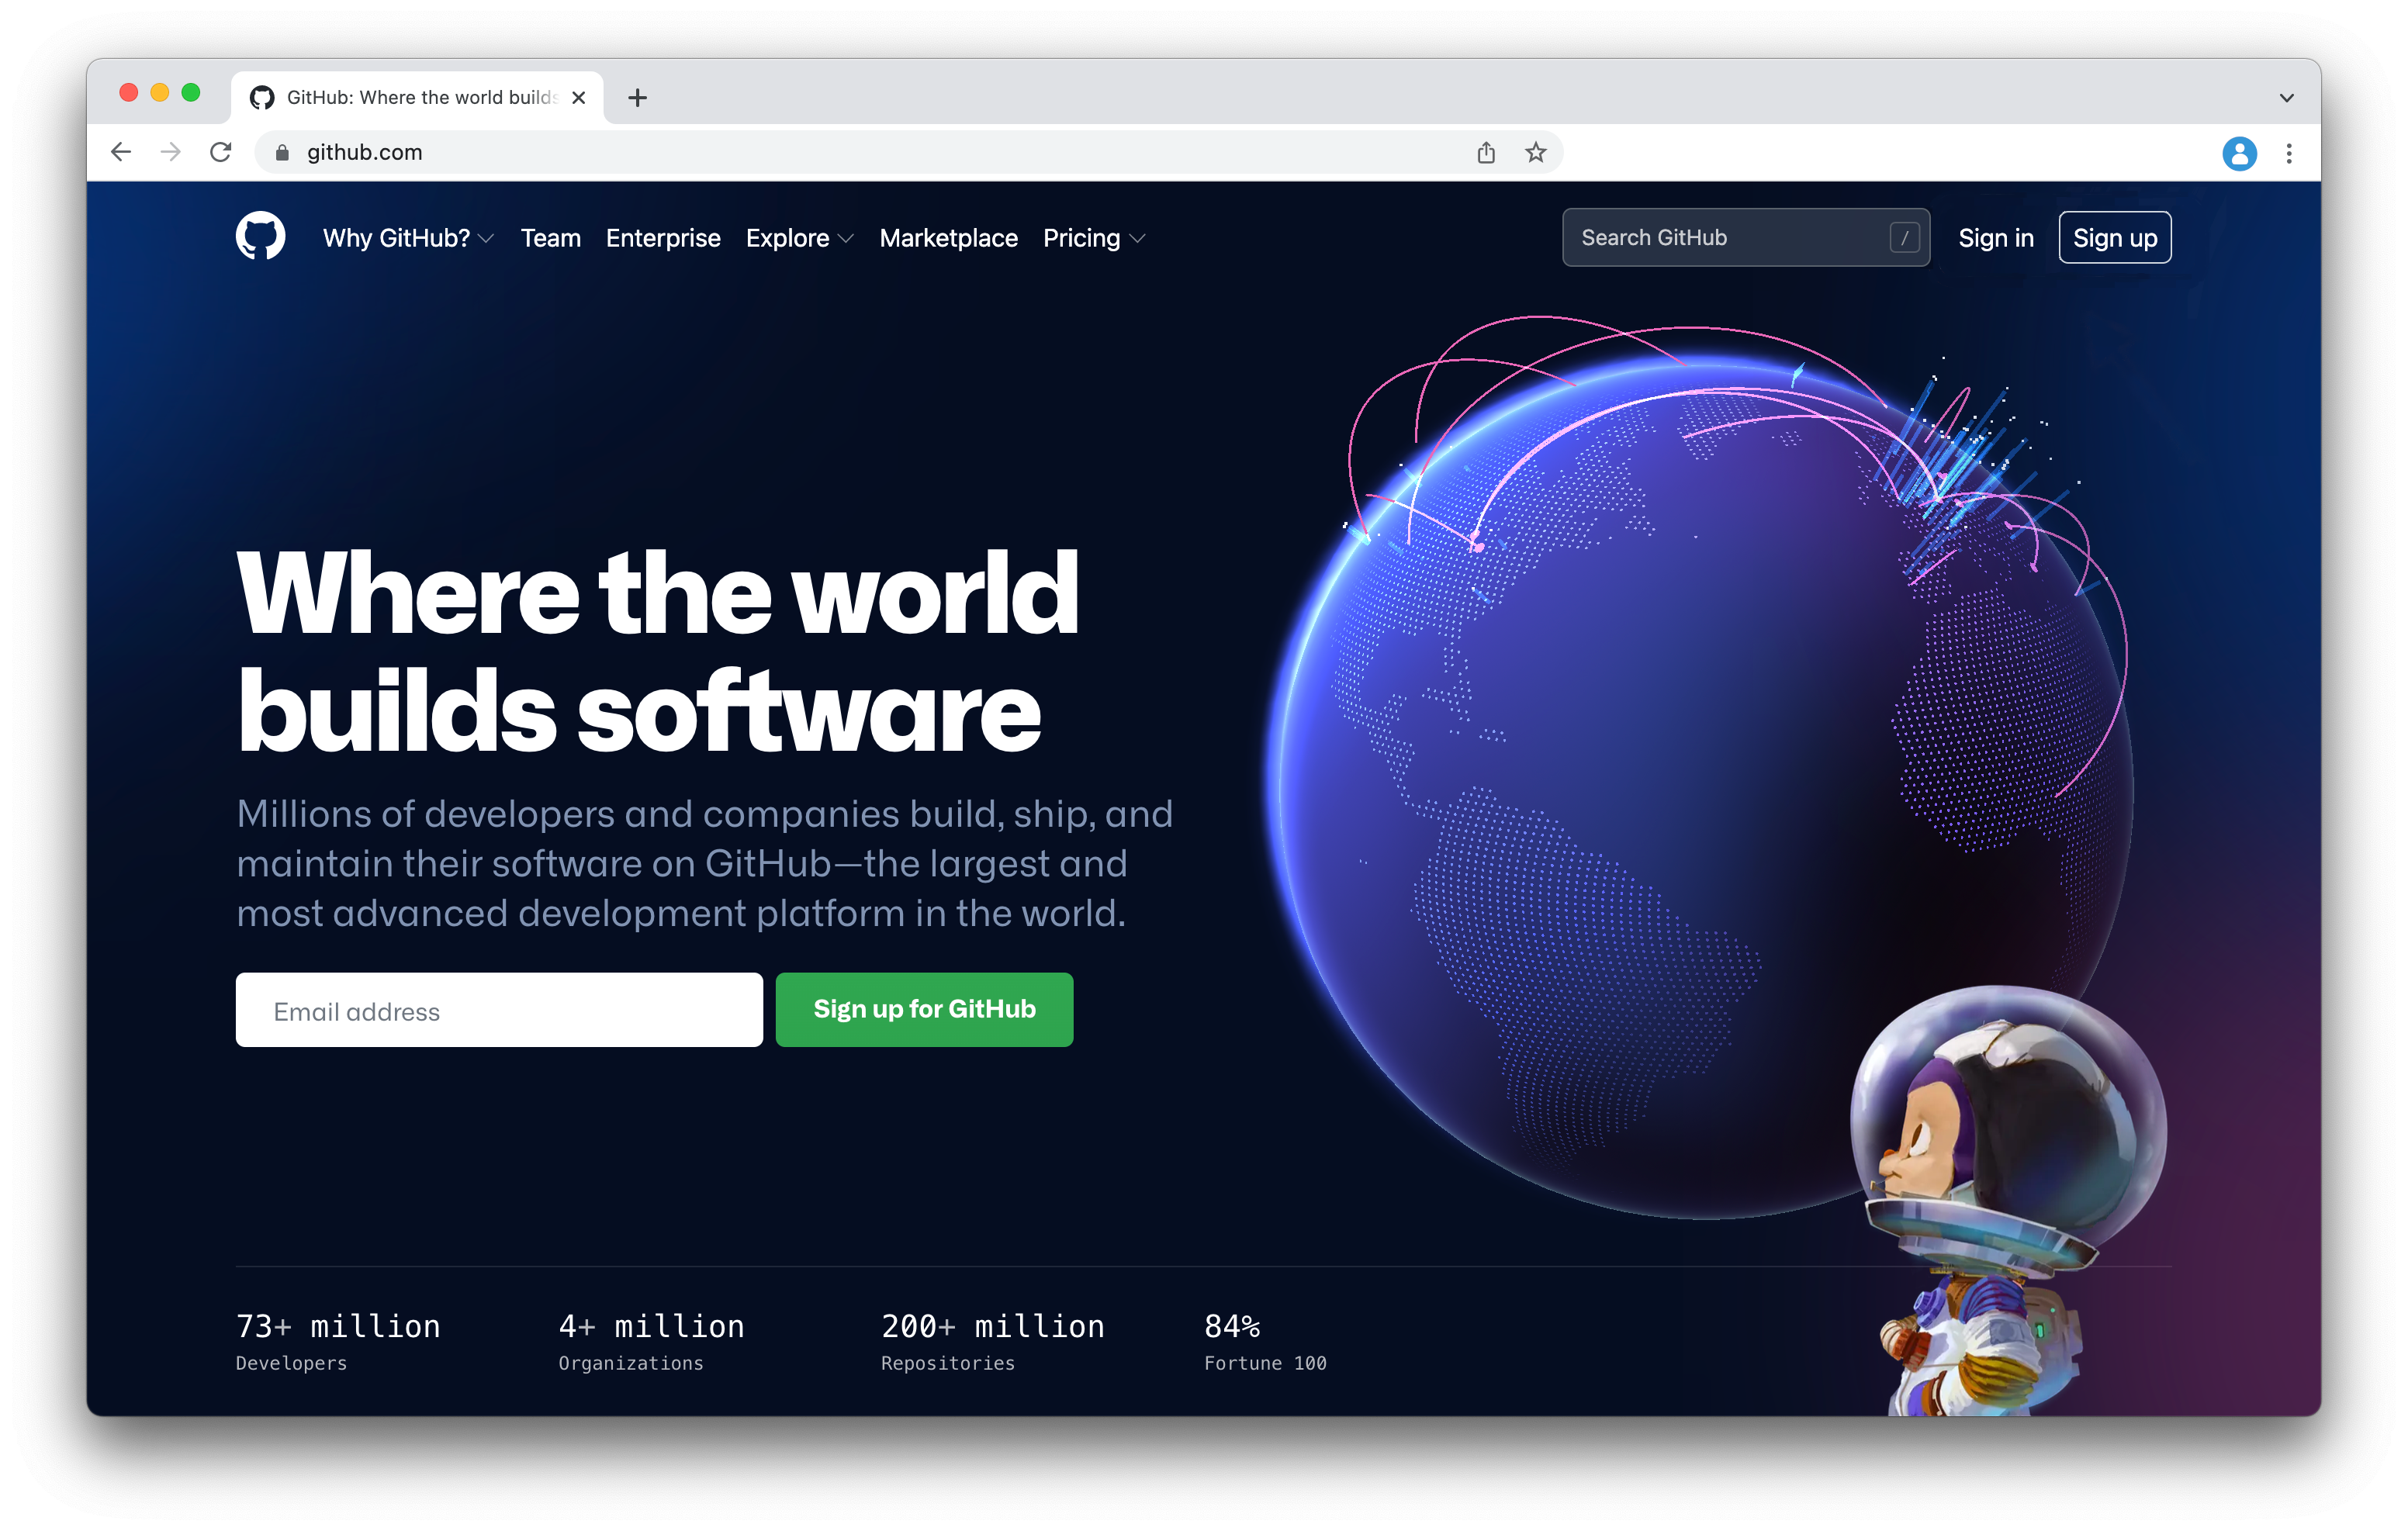 GitHub: Where the world builds
github.com
Why GitHub? Team Enterprise Explore Marketplace Pricing Search GitHub / Sign in Sign up
Where the world
builds software
Millions of developers and companies build, ship, and
maintain their software on GitHub—the largest and
most advanced development platform in the world.
Email address Sign up for GitHub
73+ million 4+ million 200+ million 84%
Developers Organizations Repositories Fortune 100